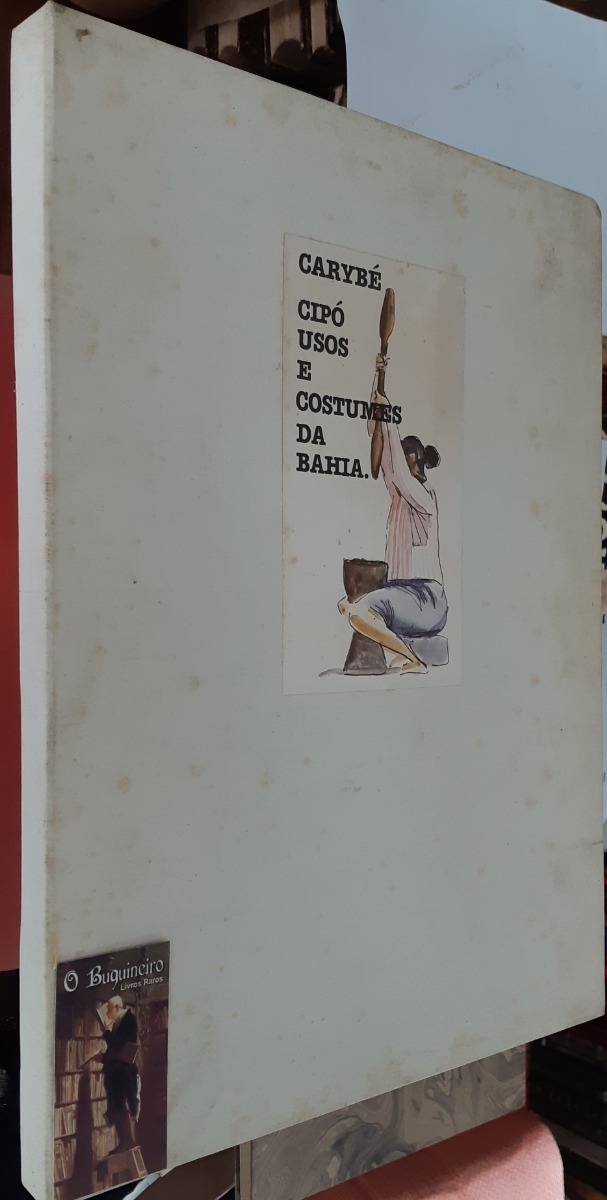 CARYBÉ
CIPÓ
USOS
E
COSTUMES
DA
BAHIA.
O Buquineiro
Livros Raros